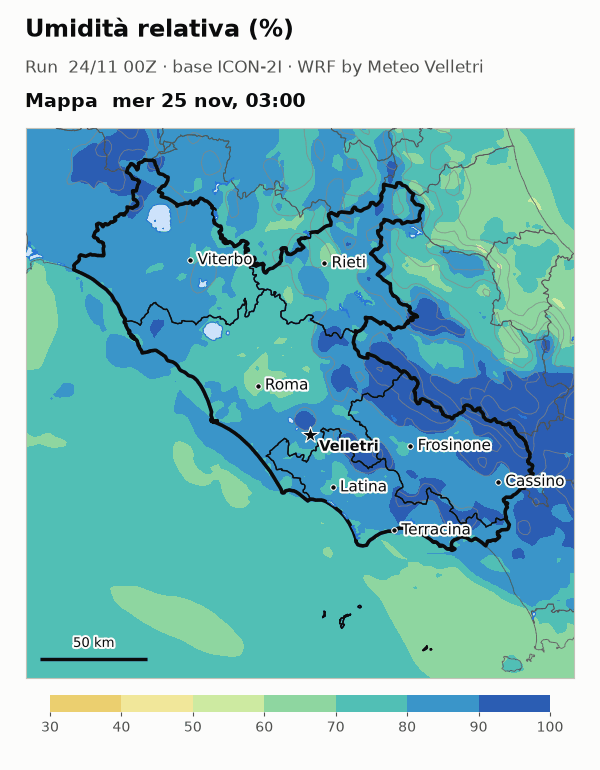 Umidità relativa (%)
Run  24/11 00Z · base ICON-2I · WRF by Meteo Velletri
Mappa  mer 25 nov, 03:00
Viterbo
Rieti
Roma
Velletri
Frosinone
Cassino
Latina
Terracina
50 km
30 40 50 60 70 80 90 100